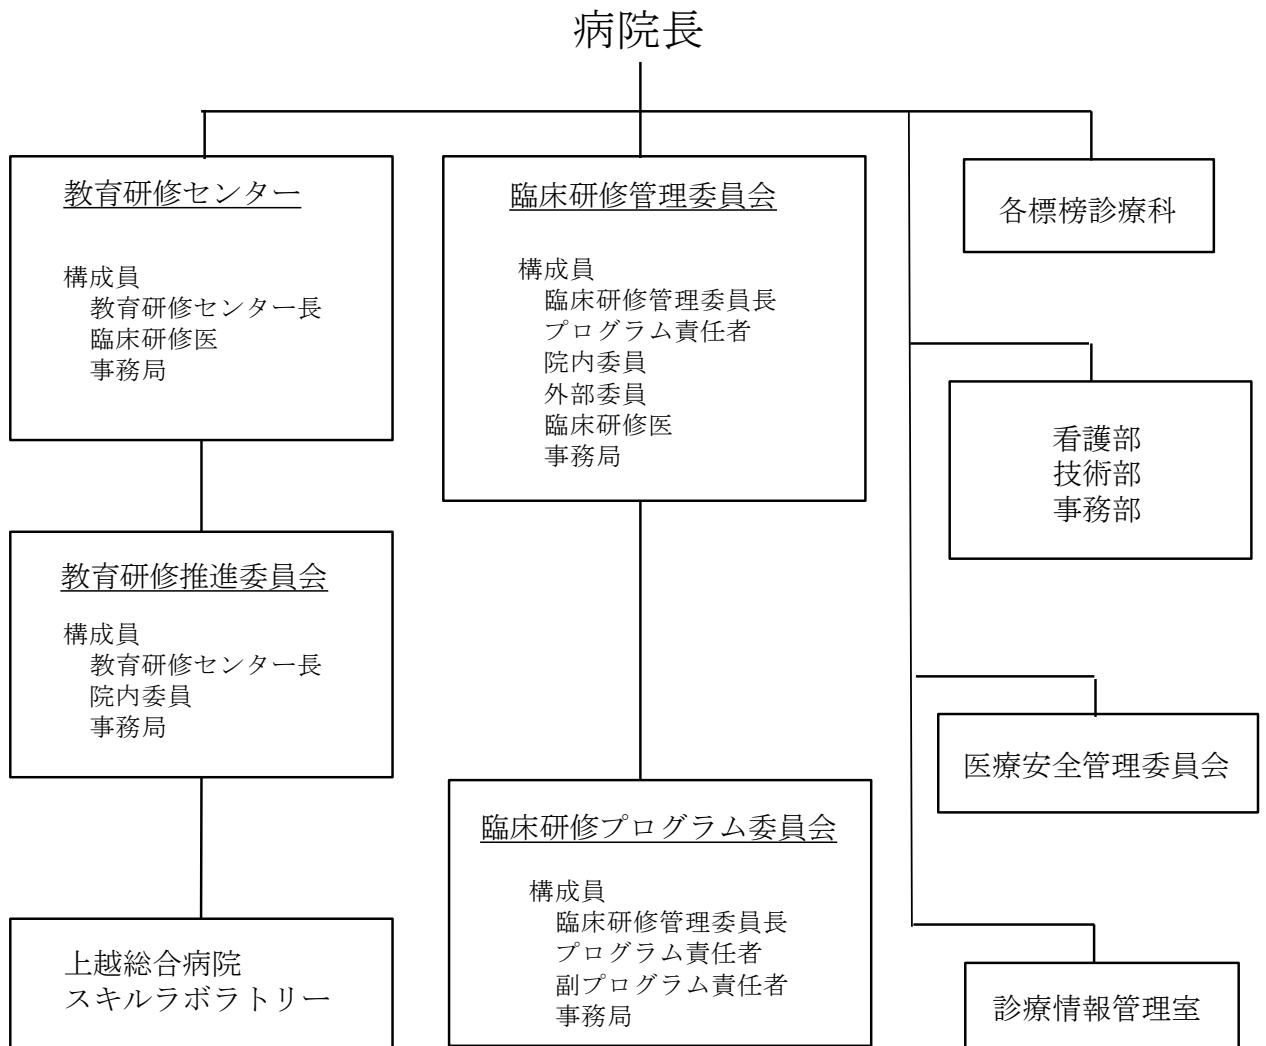 病院長
教育研修センター
構成員
教育研修センター長
臨床研修医
事務局
教育研修推進委員会
構成員
教育研修センター長
院内委員
事務局
上越総合病院
スキルラボラトリー
臨床研修管理委員会
構成員
臨床研修管理委員長
プログラム責任者
院内委員
外部委員
臨床研修医
事務局
臨床研修プログラム委員会
構成員
臨床研修管理委員長
プログラム責任者
副プログラム責任者
事務局
各標榜診療科
看護部
技術部
事務部
医療安全管理委員会
診療情報管理室